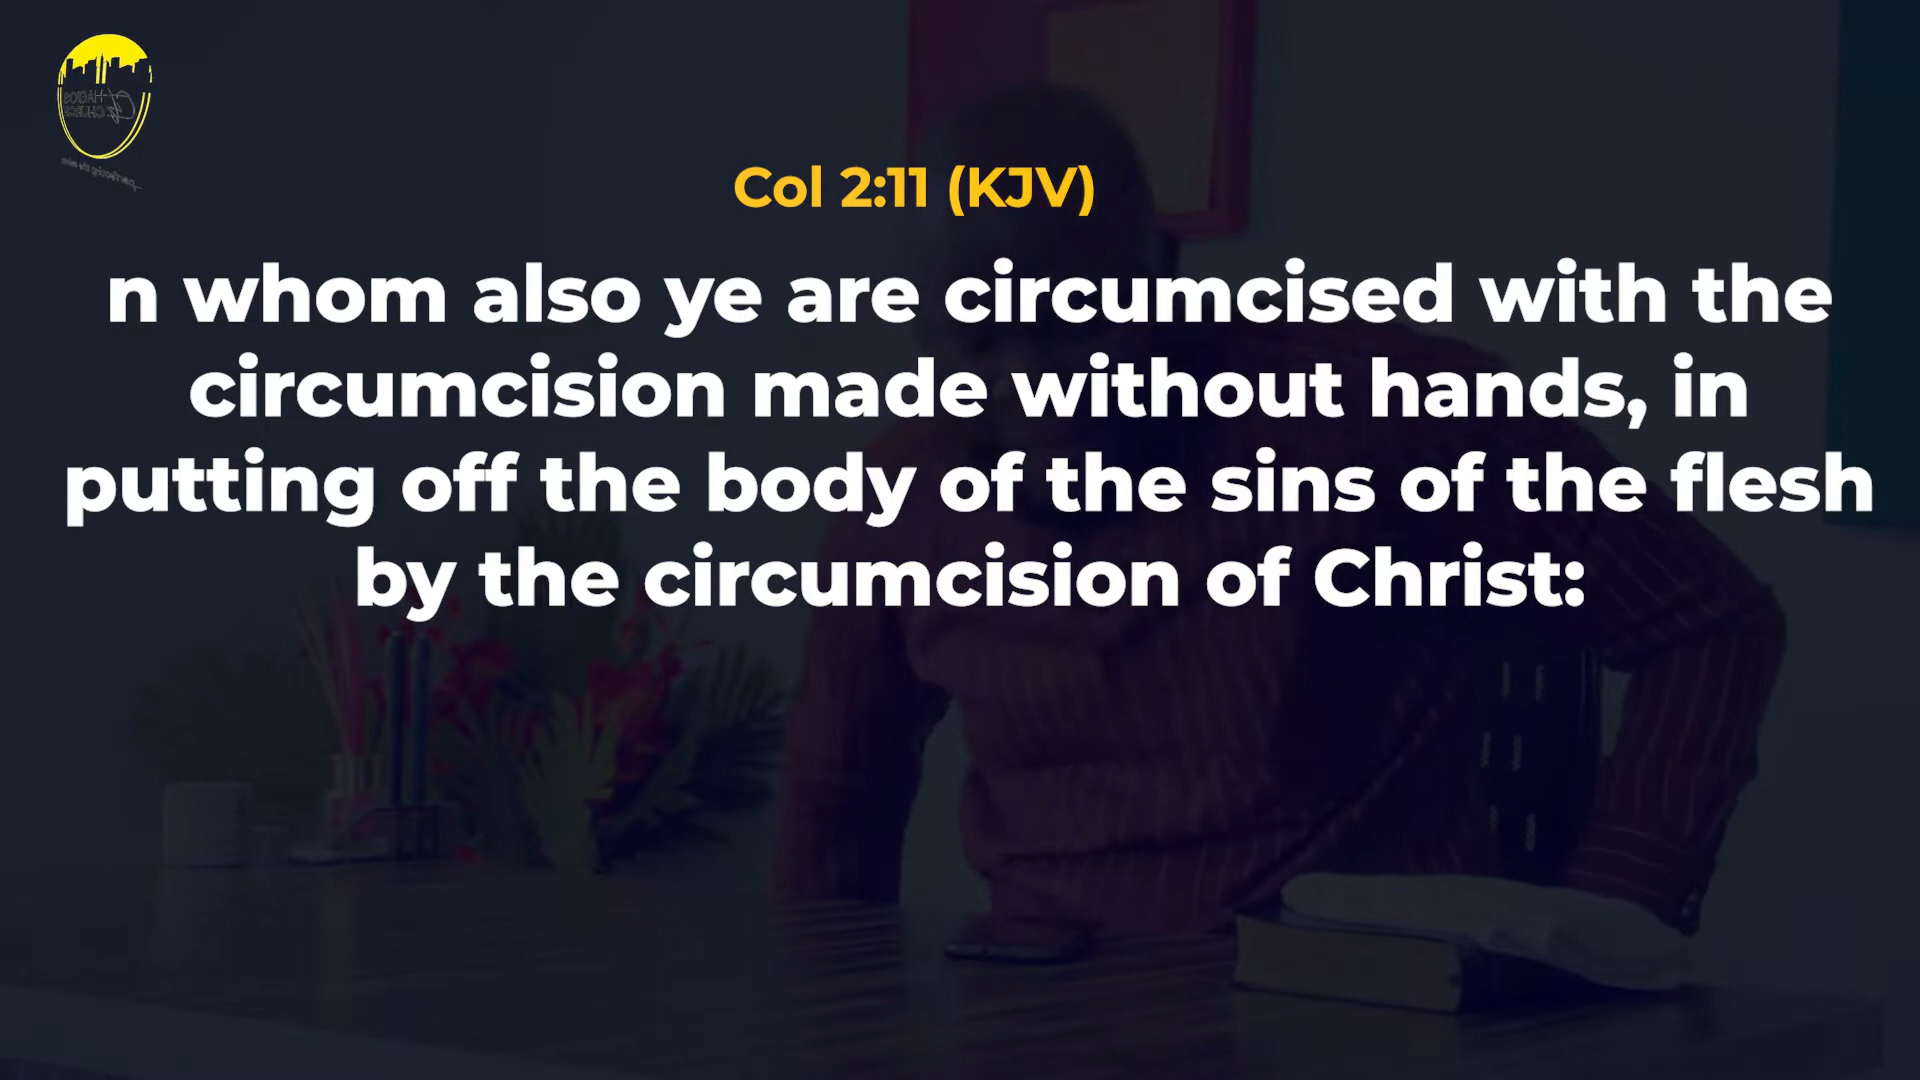 Col 2:11 (KJV)
n whom also ye are circumcised with the
circumcision made without hands, in
putting off the body of the sins of the flesh
by the circumcision of Christ: